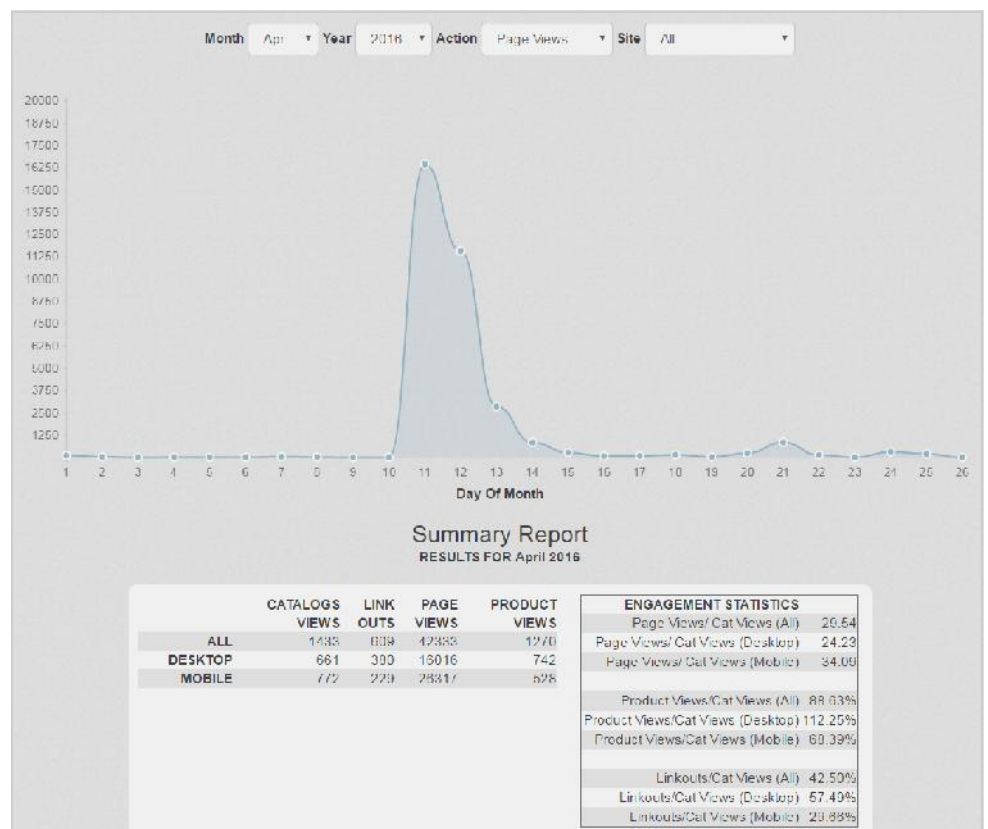 Month Apr Year 2016 Action Page Views Site All
20000
18750
17500
16250
15000
13750
12500
11250
10000
8750
7500
6250
5000
3750
2500
1250
1 2 3 4 5 6 7 8 9 10 11 12 13 14 15 16 17 18 19 20 21 22 23 24 25 26
Day Of Month
Summary Report
RESULTS FOR April 2016
CATALOGS VIEWS LINK OUTS PAGE VIEWS PRODUCT VIEWS
ALL 1433 609 42333 1270
DESKTOP 661 380 16016 742
MOBILE 772 229 26317 528
ENGAGEMENT STATISTICS
Page Views/ Cat Views (All) 29.54
Page Views/ Cat Views (Desktop) 24.23
Page Views/ Cat Views (Mobile) 34.09
Product Views/Cat Views (All) 88.63%
Product Views/Cat Views (Desktop) 112.25%
Product Views/Cat Views (Mobile) 68.39%
Linkouts/Cat Views (All) 42.50%
Linkouts/Cat Views (Desktop) 57.49%
Linkouts/Cat Views (Mobile) 29.66%